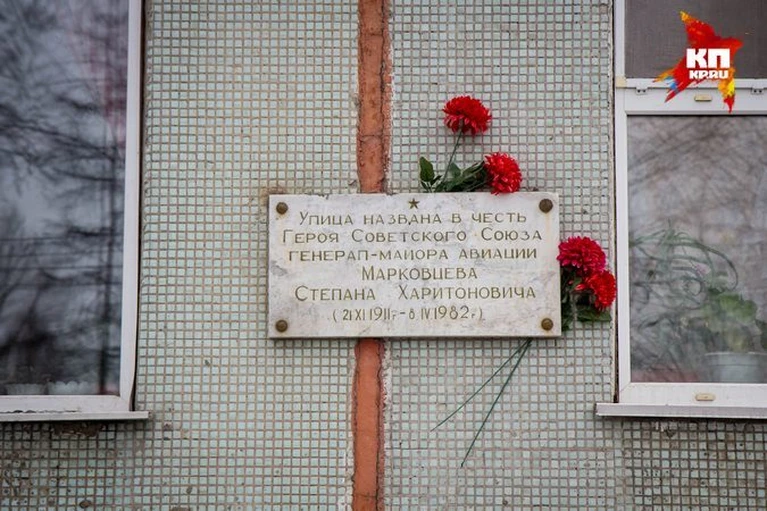 КП
KP.RU
Улица названа в честь
Героя Советского Союза
генерал-майора авиации
Марковцева
Степана Харитоновича
(21 XI 1911г.-8 IV 1982г.)